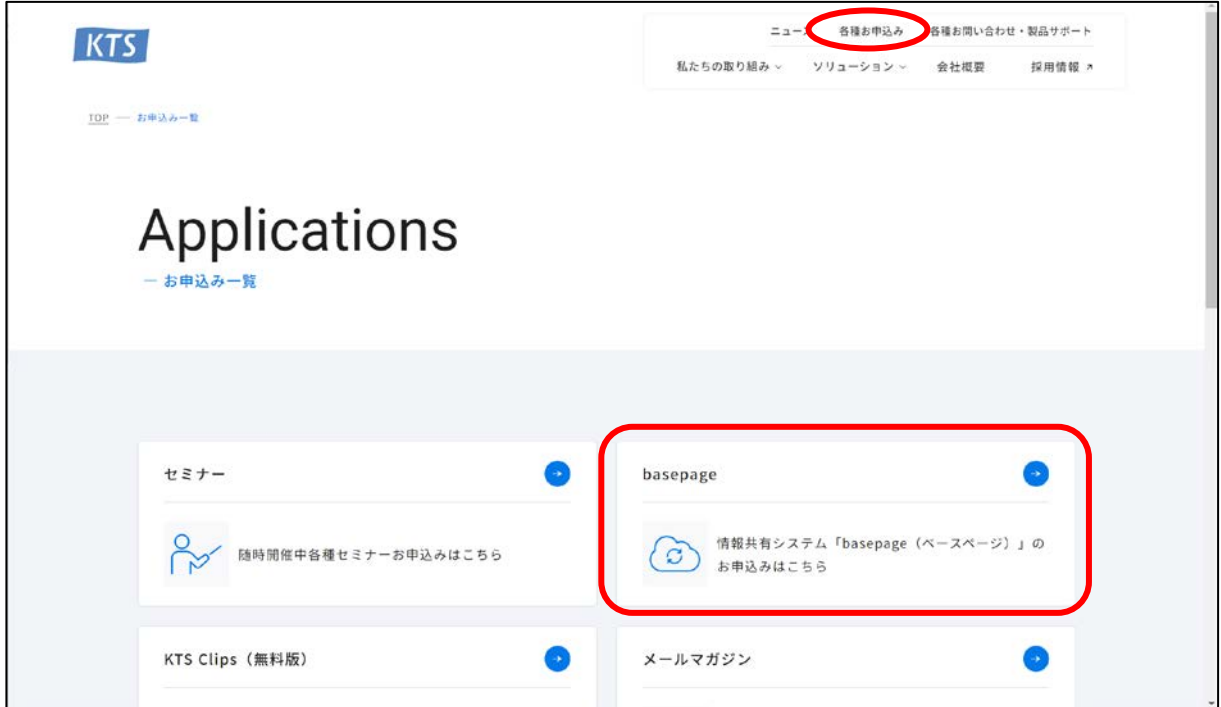 KTS
ニュース 各種お申込み 各種お問い合わせ・製品サポート
私たちの取り組み ソリューション 会社概要 採用情報
TOP — お申込み一覧
Applications
— お申込み一覧
セミナー
随時開催中各種セミナーお申込みはこちら
basepage
情報共有システム「basepage（ベースページ）」の
お申込みはこちら
KTS Clips（無料版）
メールマガジン